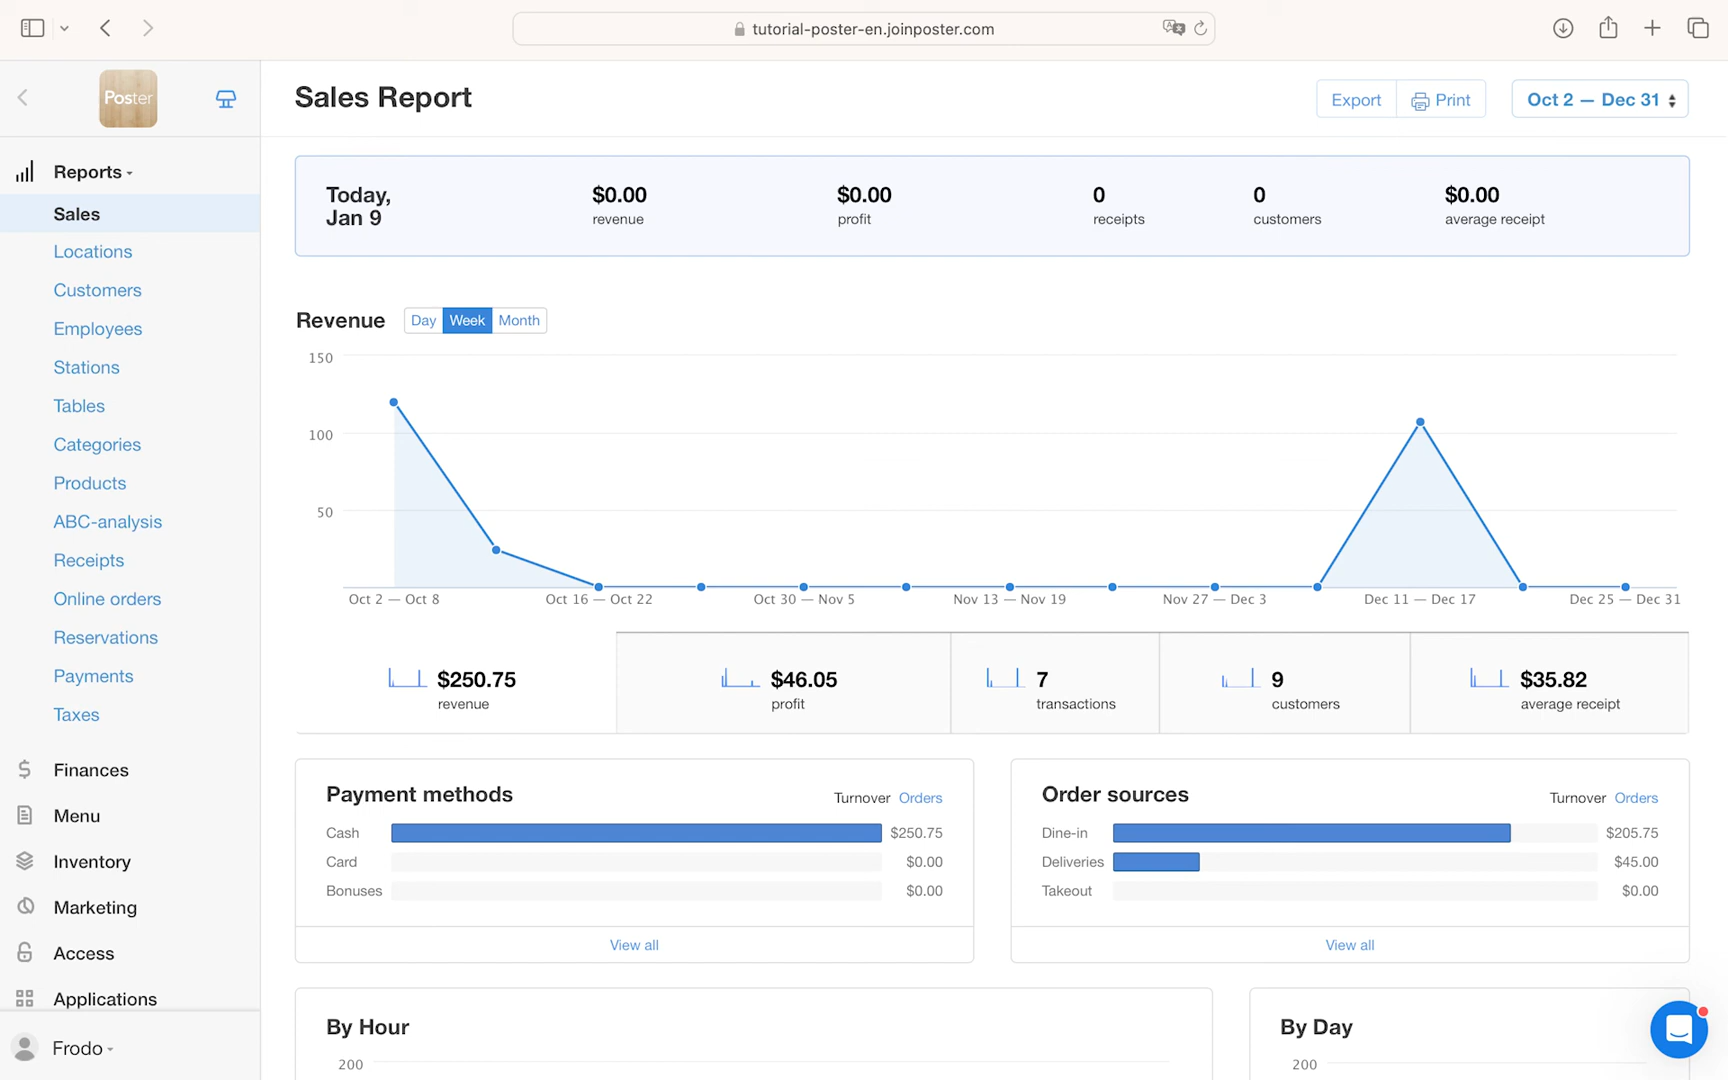 tutorial-poster-en.joinposter.com
Poster
Sales Report
Export
Print
Oct 2 — Dec 31
Reports
Sales
Locations
Customers
Employees
Stations
Tables
Categories
Products
ABC-analysis
Receipts
Online orders
Reservations
Payments
Taxes
Finances
Menu
Inventory
Marketing
Access
Applications
Frodo
Today,
Jan 9
$0.00
revenue
$0.00
profit
0
receipts
0
customers
$0.00
average receipt
Revenue
Day
Week
Month
150
100
50
Oct 2 — Oct 8
Oct 16 — Oct 22
Oct 30 — Nov 5
Nov 13 — Nov 19
Nov 27 — Dec 3
Dec 11 — Dec 17
Dec 25 — Dec 31
$250.75
revenue
$46.05
profit
7
transactions
9
customers
$35.82
average receipt
Payment methods
Turnover Orders
Cash $250.75
Card $0.00
Bonuses $0.00
View all
Order sources
Turnover Orders
Dine-in $205.75
Deliveries $45.00
Takeout $0.00
View all
By Hour
200
By Day
200